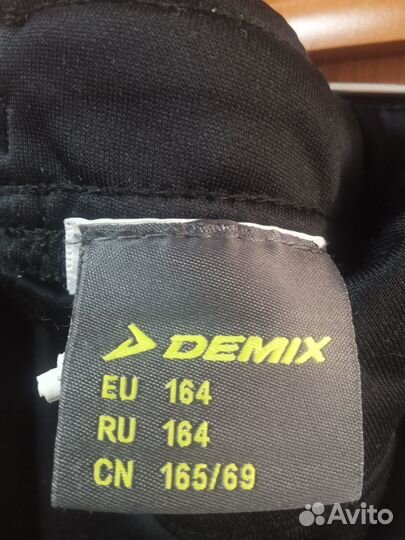 DEMIX
EU 164
RU 164
CN 165/69
Avito